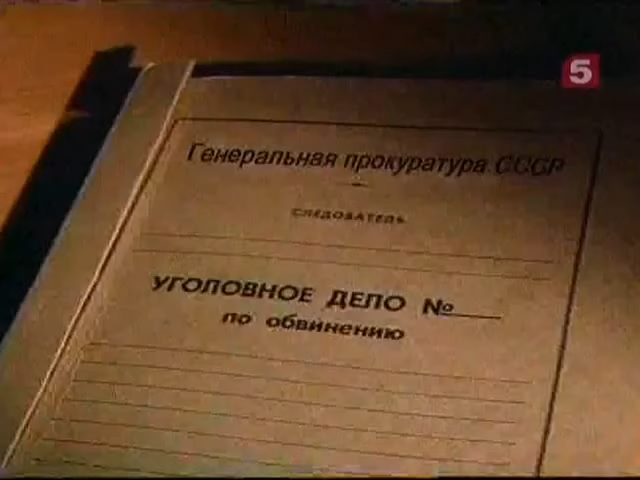 5
Генеральная прокуратура СССР
СЛЕДОВАТЕЛЬ
УГОЛОВНОЕ ДЕЛО №
по обвинению